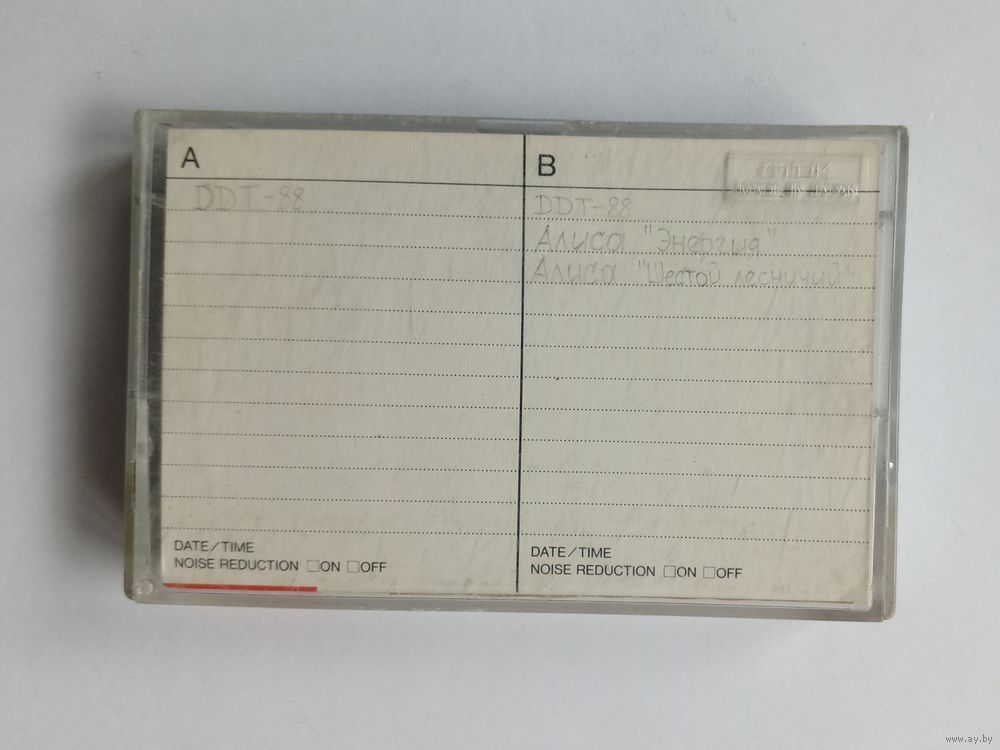 A
DDT-88
DATE/TIME
NOISE REDUCTION □ON □OFF
B
TDK
MADE IN JAPAN
DDT-88
Алиса "Энергия"
Алиса "Шестой лесничий"
DATE/TIME
NOISE REDUCTION □ON □OFF
www.ay.by